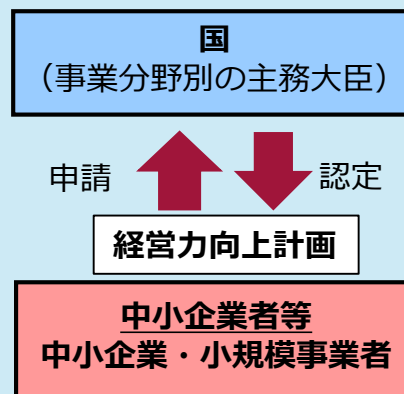 国
（事業分野別の主務大臣）
申請
認定
経営力向上計画
中小企業者等
中小企業・小規模事業者